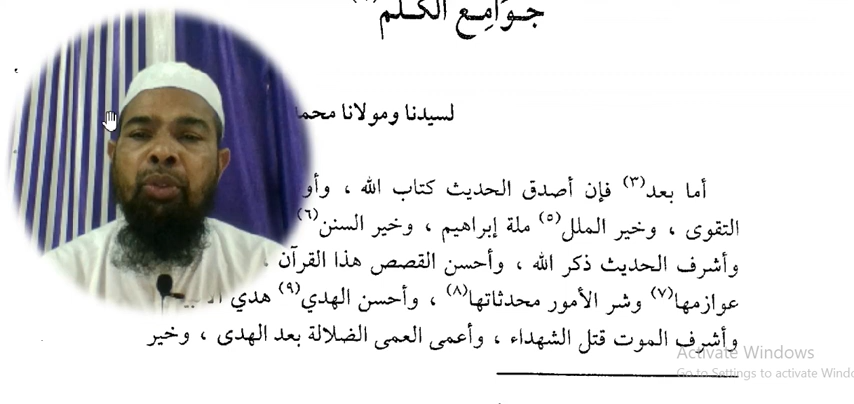 جوامع الكلم
لسيدنا ومولانا محمد
أما بعد(٣) فإن أصدق الحديث كتاب الله ، وأو
التقوى ، وخير الملل(٥) ملة إبراهيم ، وخير السنن(٦)
وأشرف الحديث ذكر الله ، وأحسن القصص هذا القرآن ،
عوازمها(٧) وشر الأمور محدثاتها(٨) ، وأحسن الهدي(٩) هدي
وأشرف الموت قتل الشهداء ، وأعمى العمى الضلالة بعد الهدى ، وخير
Activate Windows
Go to Settings to activate Windo